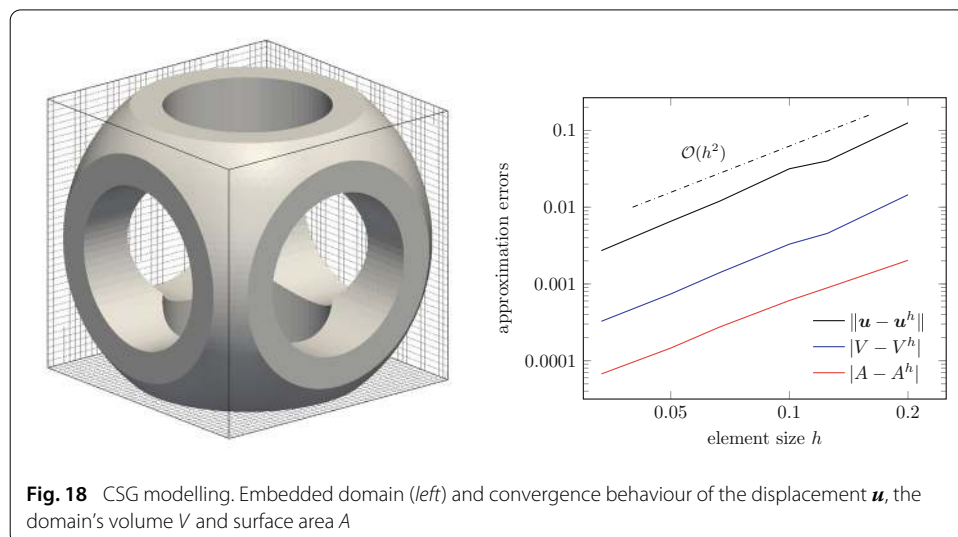 0.1
0.01
0.001
0.0001
approximation errors
𝒪(h²)
‖u − uʰ‖
|V − Vʰ|
|A − Aʰ|
0.05 0.1 0.2
element size h
Fig. 18 CSG modelling. Embedded domain (left) and convergence behaviour of the displacement u, the
domain's volume V and surface area A